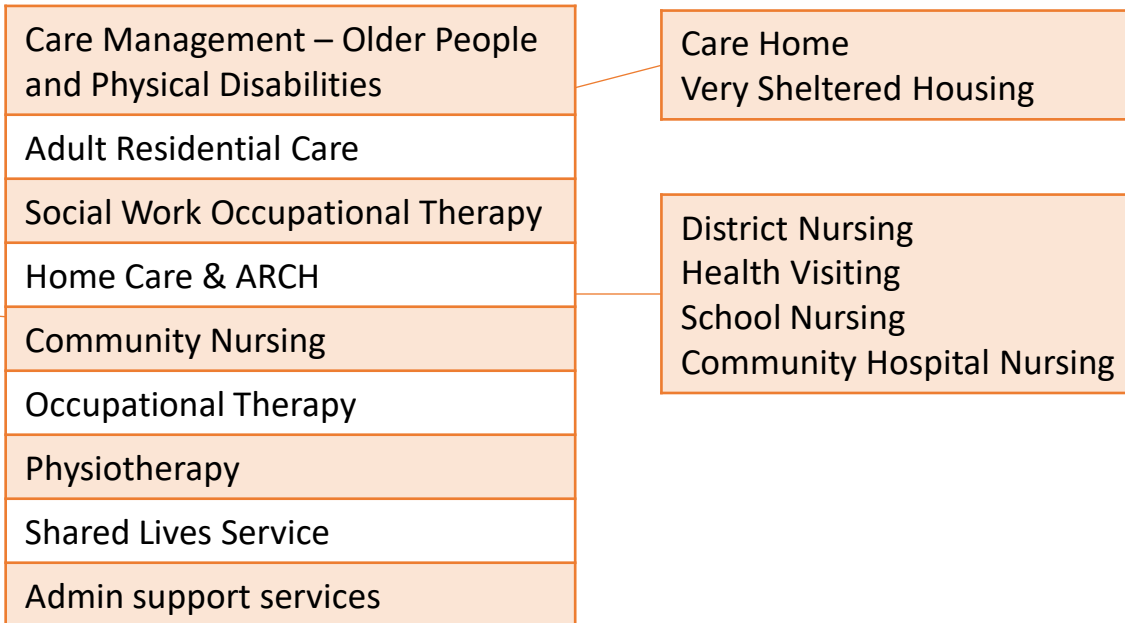 Care Management – Older People
and Physical Disabilities
Adult Residential Care
Social Work Occupational Therapy
Home Care & ARCH
Community Nursing
Occupational Therapy
Physiotherapy
Shared Lives Service
Admin support services
Care Home
Very Sheltered Housing
District Nursing
Health Visiting
School Nursing
Community Hospital Nursing